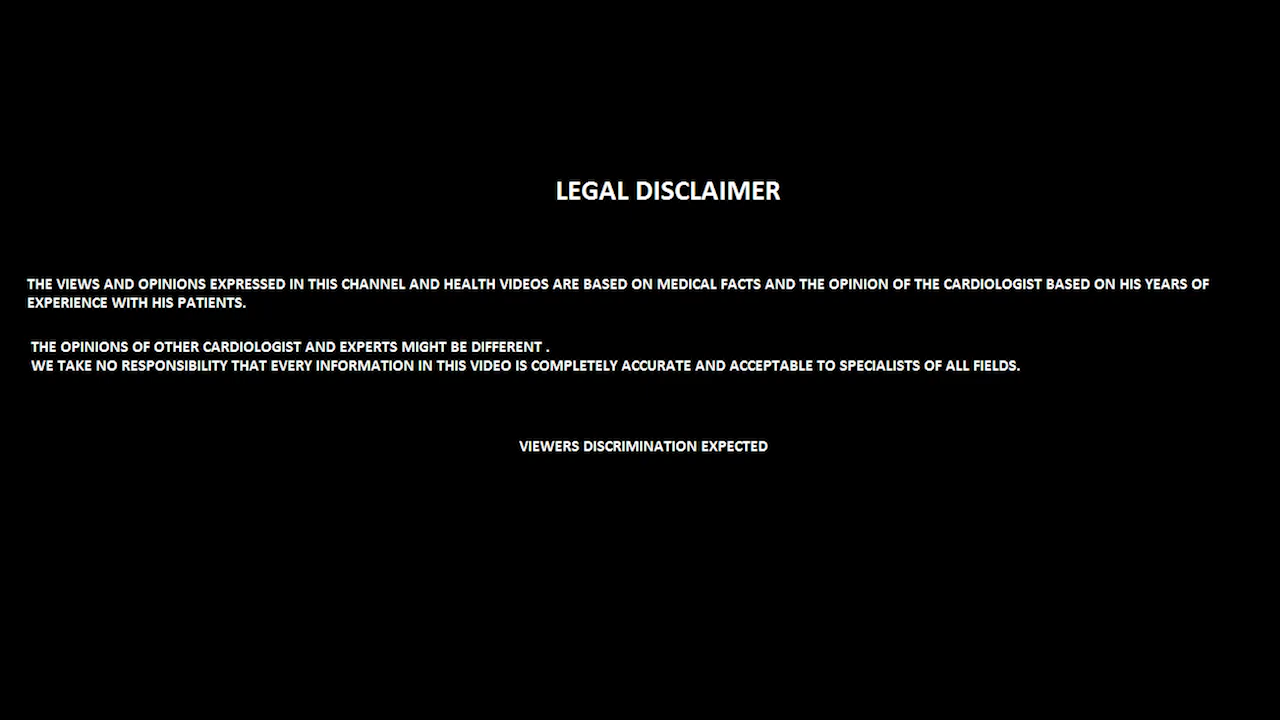 LEGAL DISCLAIMER
THE VIEWS AND OPINIONS EXPRESSED IN THIS CHANNEL AND HEALTH VIDEOS ARE BASED ON MEDICAL FACTS AND THE OPINION OF THE CARDIOLOGIST BASED ON HIS YEARS OF
EXPERIENCE WITH HIS PATIENTS.
THE OPINIONS OF OTHER CARDIOLOGIST AND EXPERTS MIGHT BE DIFFERENT .
WE TAKE NO RESPONSIBILITY THAT EVERY INFORMATION IN THIS VIDEO IS COMPLETELY ACCURATE AND ACCEPTABLE TO SPECIALISTS OF ALL FIELDS.
VIEWERS DISCRIMINATION EXPECTED